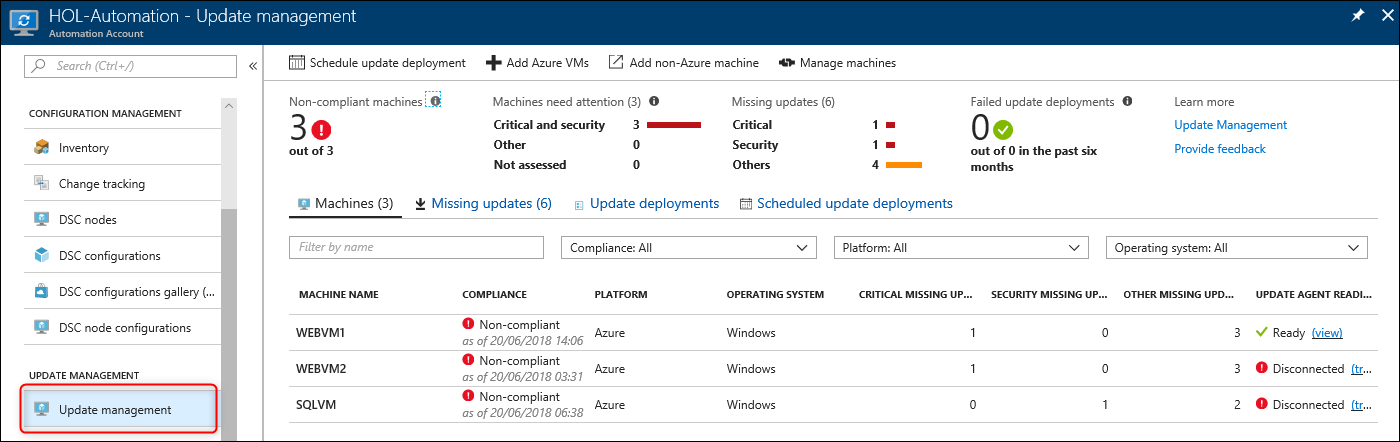 HOL-Automation - Update management
Automation Account
Search (Ctrl+/)
«
CONFIGURATION MANAGEMENT
Inventory
Change tracking
DSC nodes
DSC configurations
DSC configurations gallery (...
DSC node configurations
UPDATE MANAGEMENT
Update management
Schedule update deployment Add Azure VMs Add non-Azure machine Manage machines
Non-compliant machines
3
out of 3
Machines need attention (3)
Critical and security 3
Other 0
Not assessed 0
Missing updates (6)
Critical 1
Security 1
Others 4
Failed update deployments
0
out of 0 in the past six
months
Learn more
Update Management
Provide feedback
Machines (3) Missing updates (6) Update deployments Scheduled update deployments
Filter by name Compliance: All Platform: All Operating system: All
MACHINE NAME COMPLIANCE PLATFORM OPERATING SYSTEM CRITICAL MISSING UP... SECURITY MISSING UP... OTHER MISSING UPD... UPDATE AGENT READI...
WEBVM1 Non-compliant Azure Windows 1 0 3 Ready (view)
as of 20/06/2018 14:06
WEBVM2 Non-compliant Azure Windows 1 0 3 Disconnected (tr...
as of 20/06/2018 03:31
SQLVM Non-compliant Azure Windows 0 1 2 Disconnected (tr...
as of 20/06/2018 06:38